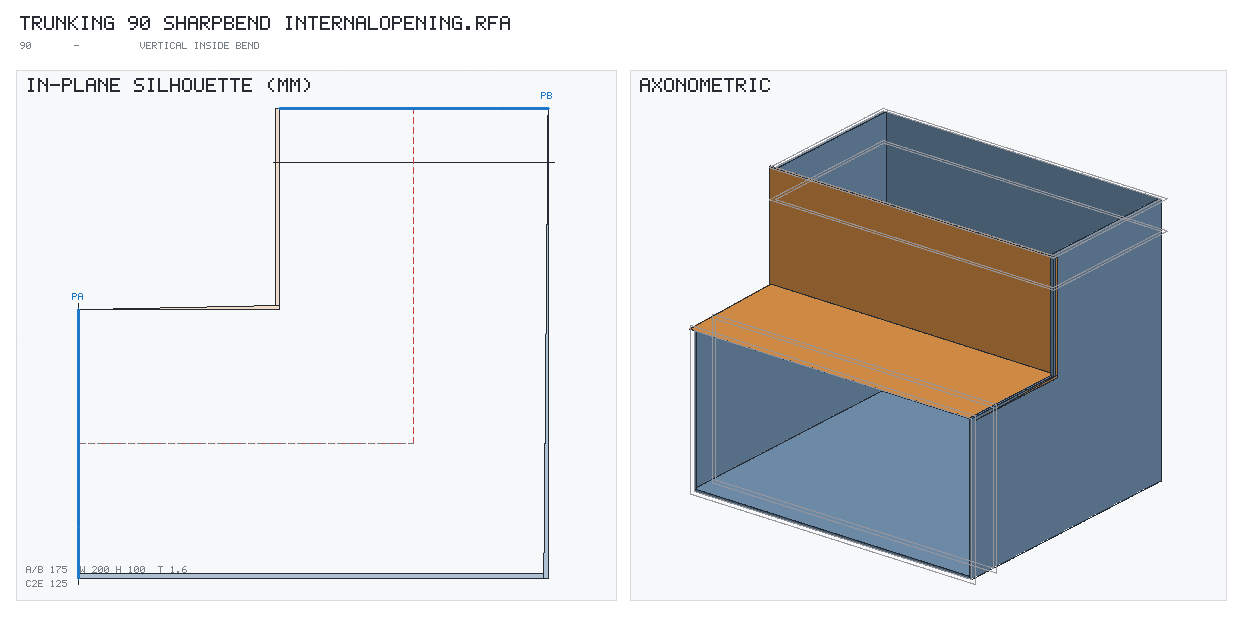 TRUNKING 90 SHARPBEND INTERNALOPENING.RFA
90 - VERTICAL INSIDE BEND
IN-PLANE SILHOUETTE (MM)
PB
PA
A/B 175 W 200 H 100 T 1.6
C2E 125
AXONOMETRIC